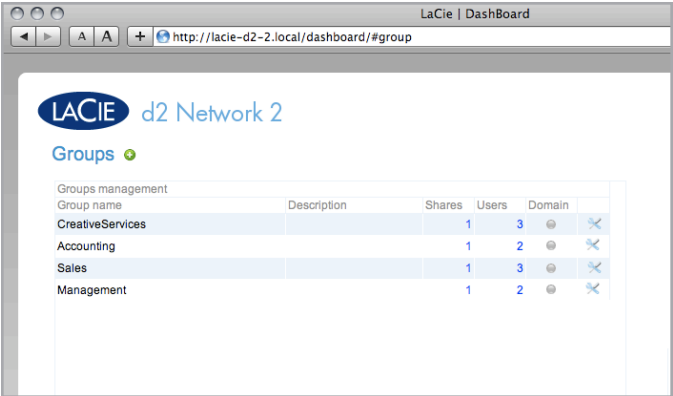 LaCie | DashBoard
A A + http://lacie-d2-2.local/dashboard/#group
LACIE d2 Network 2
Groups
Groups management
Group name Description Shares Users Domain
CreativeServices 1 3
Accounting 1 2
Sales 1 3
Management 1 2